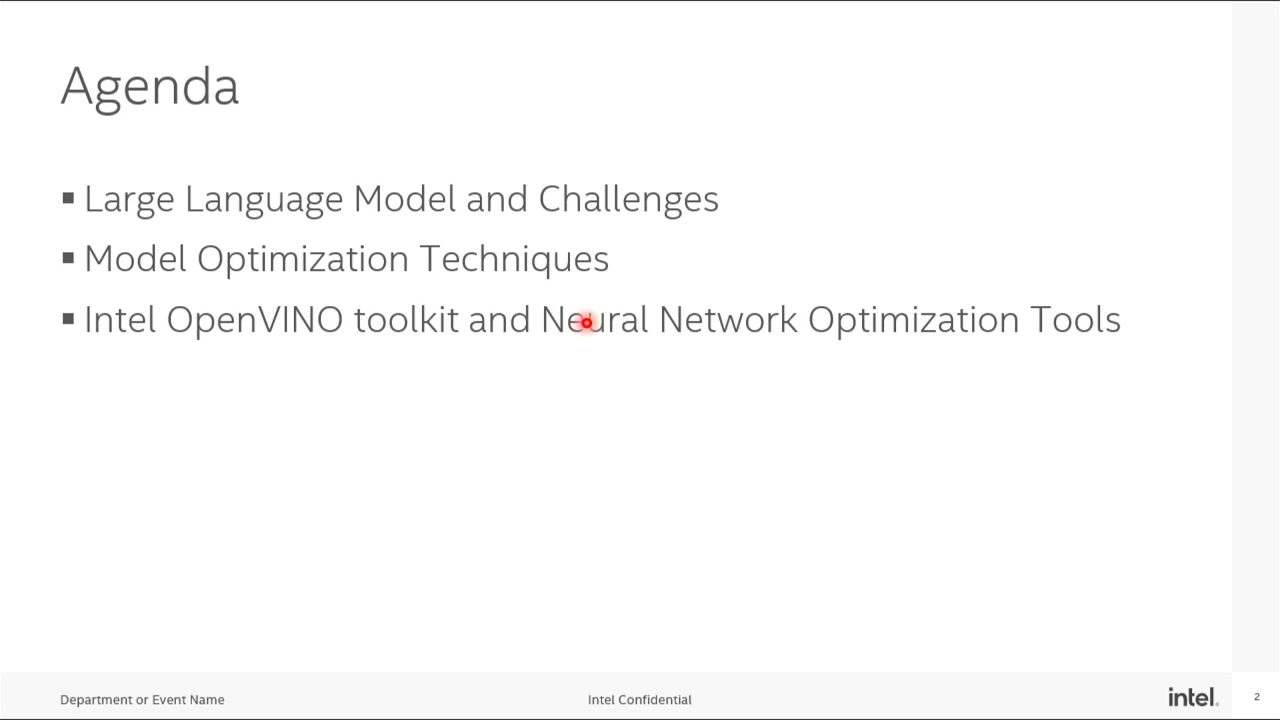 Agenda
▪ Large Language Model and Challenges
▪ Model Optimization Techniques
▪ Intel OpenVINO toolkit and Neural Network Optimization Tools
Department or Event Name
Intel Confidential
intel.
2